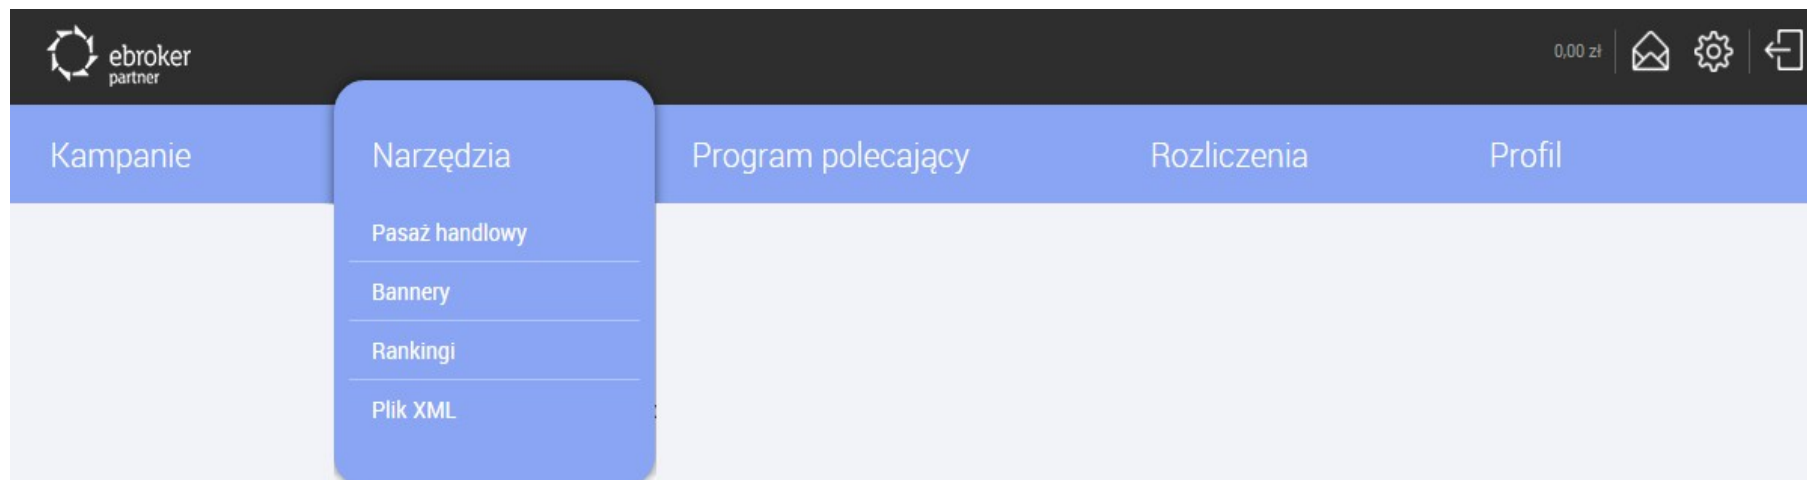 ebroker
partner
0,00 zł
Kampanie
Narzędzia
Program polecający
Rozliczenia
Profil
Pasaż handlowy
Bannery
Rankingi
Plik XML